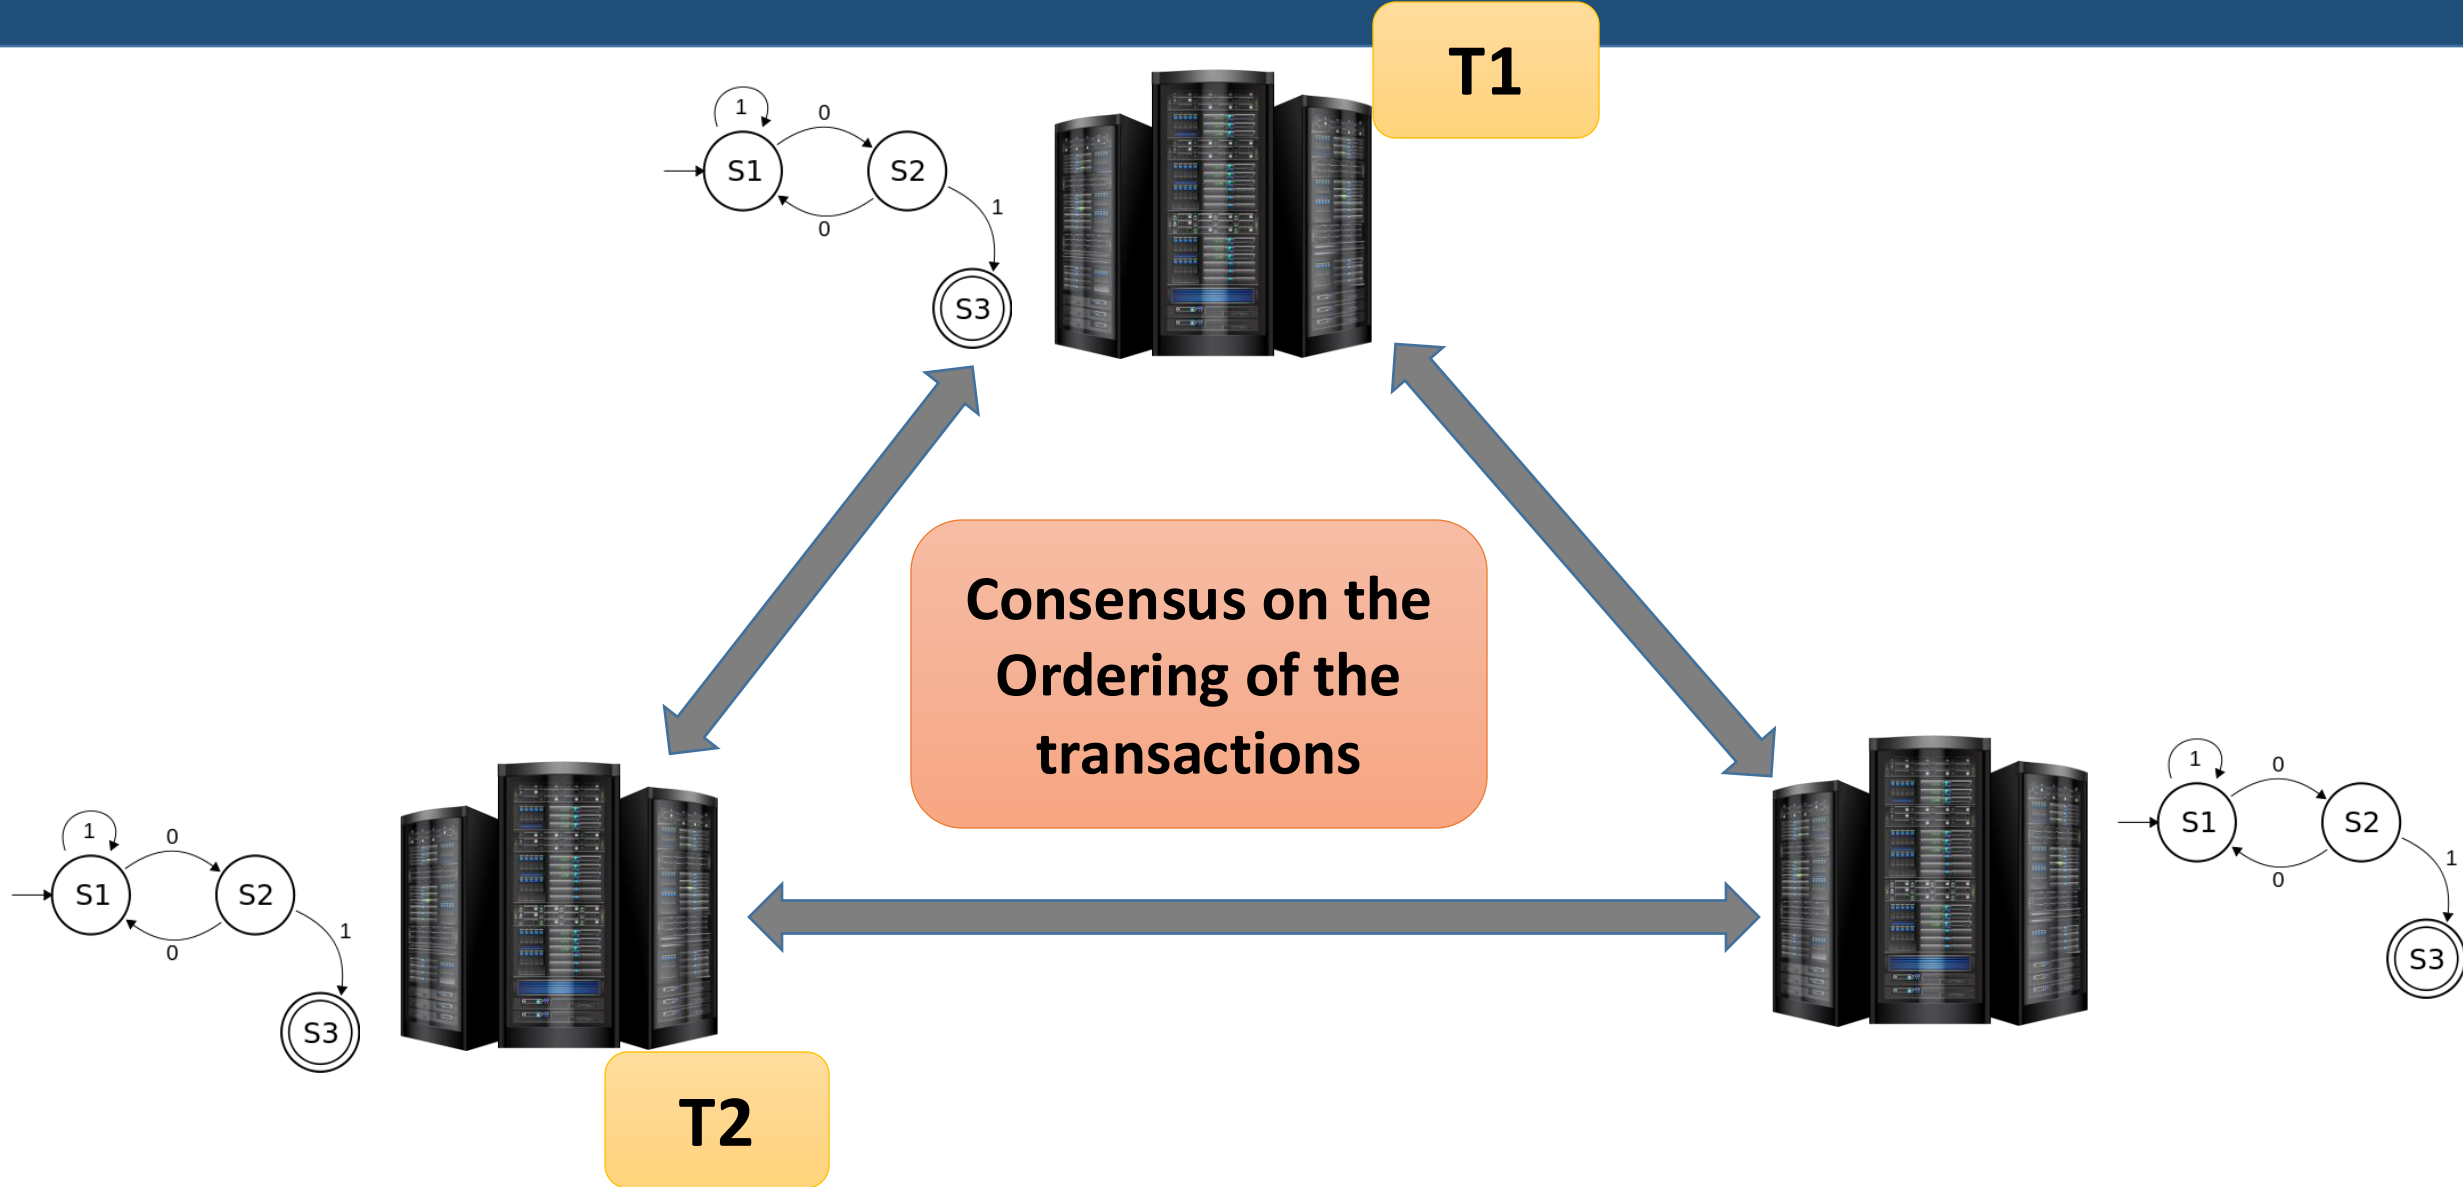 T1
1
0
S1
S2
0
1
S3
Consensus on the
Ordering of the
transactions
1
0
S1
S2
0
1
S3
T2
1
0
S1
S2
0
1
S3